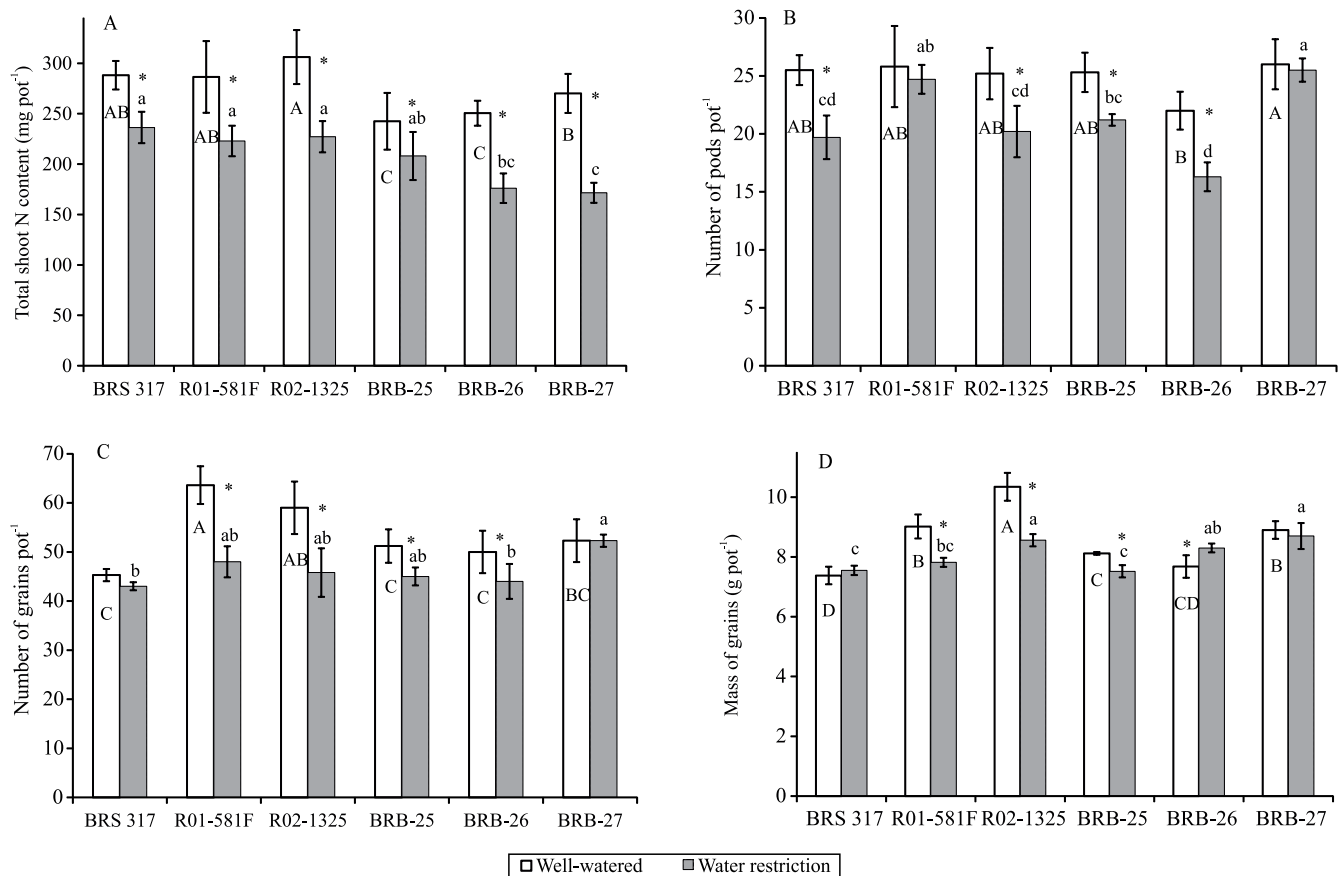 A
Total shoot N content (mg pot-1)
300
250
200
150
100
50
0
* * * * * *
a a a ab bc c
AB AB A C C B
BRS 317 R01-581F R02-1325 BRB-25 BRB-26 BRB-27
B
Number of pods pot-1
30
25
20
15
10
5
0
* * * *
cd ab cd bc d a
AB AB AB AB B A
BRS 317 R01-581F R02-1325 BRB-25 BRB-26 BRB-27
C
Number of grains pot-1
70
60
50
40
30
20
10
0
* * * *
b ab ab ab b a
C A AB C C BC
BRS 317 R01-581F R02-1325 BRB-25 BRB-26 BRB-27
D
Mass of grains (g pot-1)
10
8
6
4
2
0
* * * *
c bc a c ab a
D B A C CD B
BRS 317 R01-581F R02-1325 BRB-25 BRB-26 BRB-27
Well-watered Water restriction